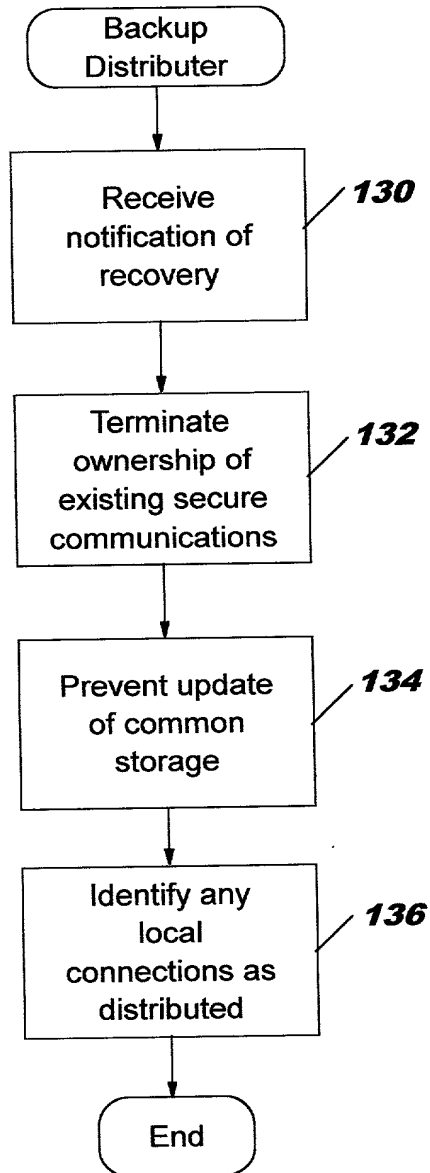 Backup
Distributer
Receive
notification of
recovery
130
Terminate
ownership of
existing secure
communications
132
Prevent update
of common
storage
134
Identify any
local
connections as
distributed
136
End